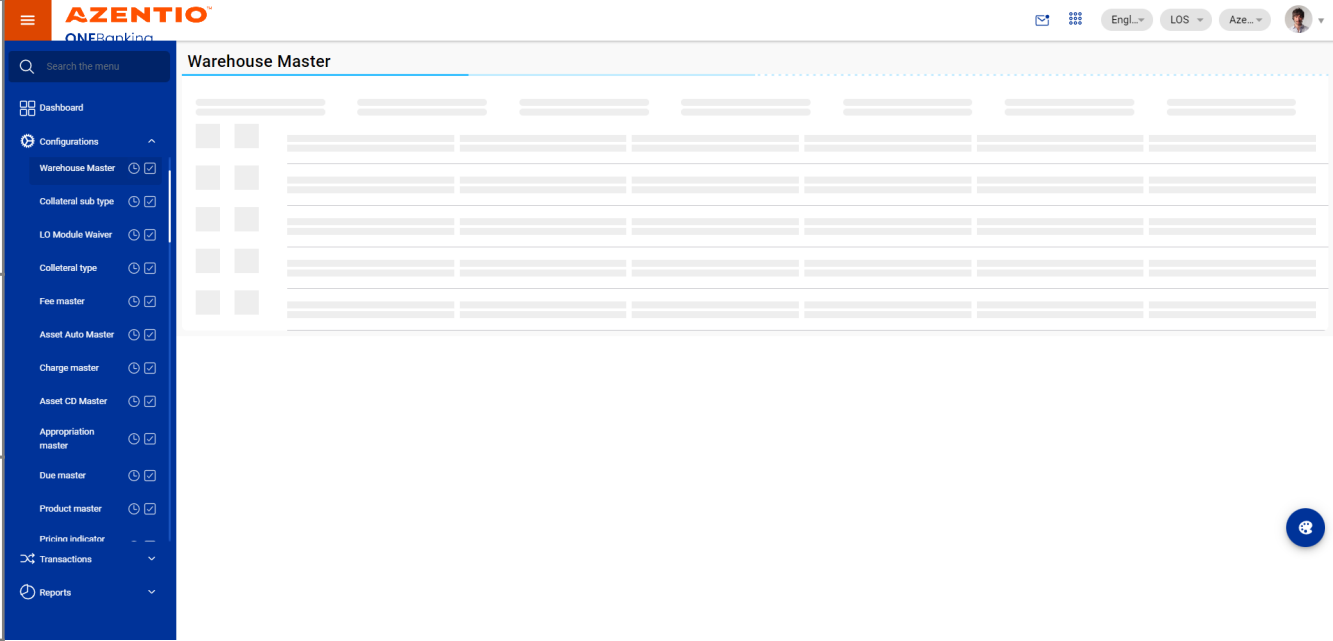 AZENTIO™
ONEBanking
Engl...
LOS
Aze...
Search the menu
Warehouse Master
Dashboard
Configurations
Warehouse Master
Collateral sub type
LO Module Waiver
Colleteral type
Fee master
Asset Auto Master
Charge master
Asset CD Master
Appropriation
master
Due master
Product master
Pricing indicator
Transactions
Reports